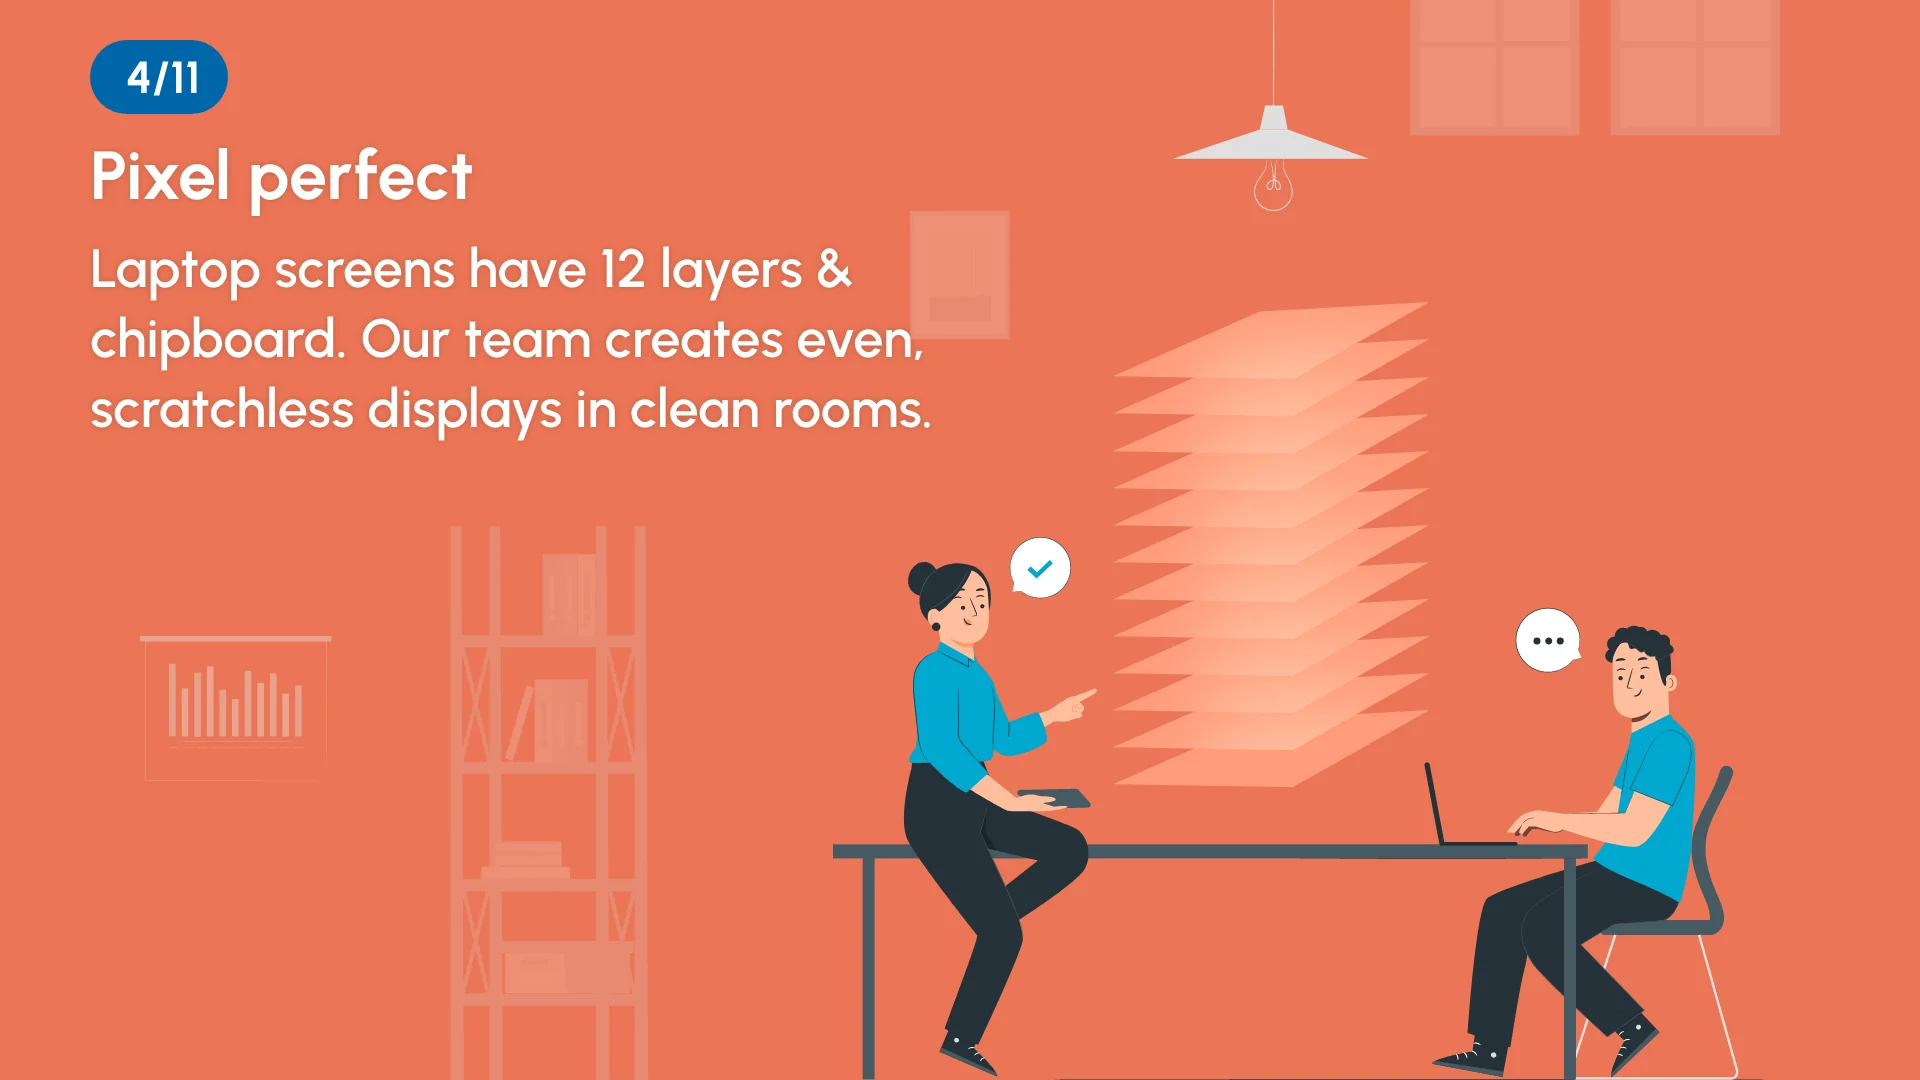 4/11
Pixel perfect
Laptop screens have 12 layers &
chipboard. Our team creates even,
scratchless displays in clean rooms.